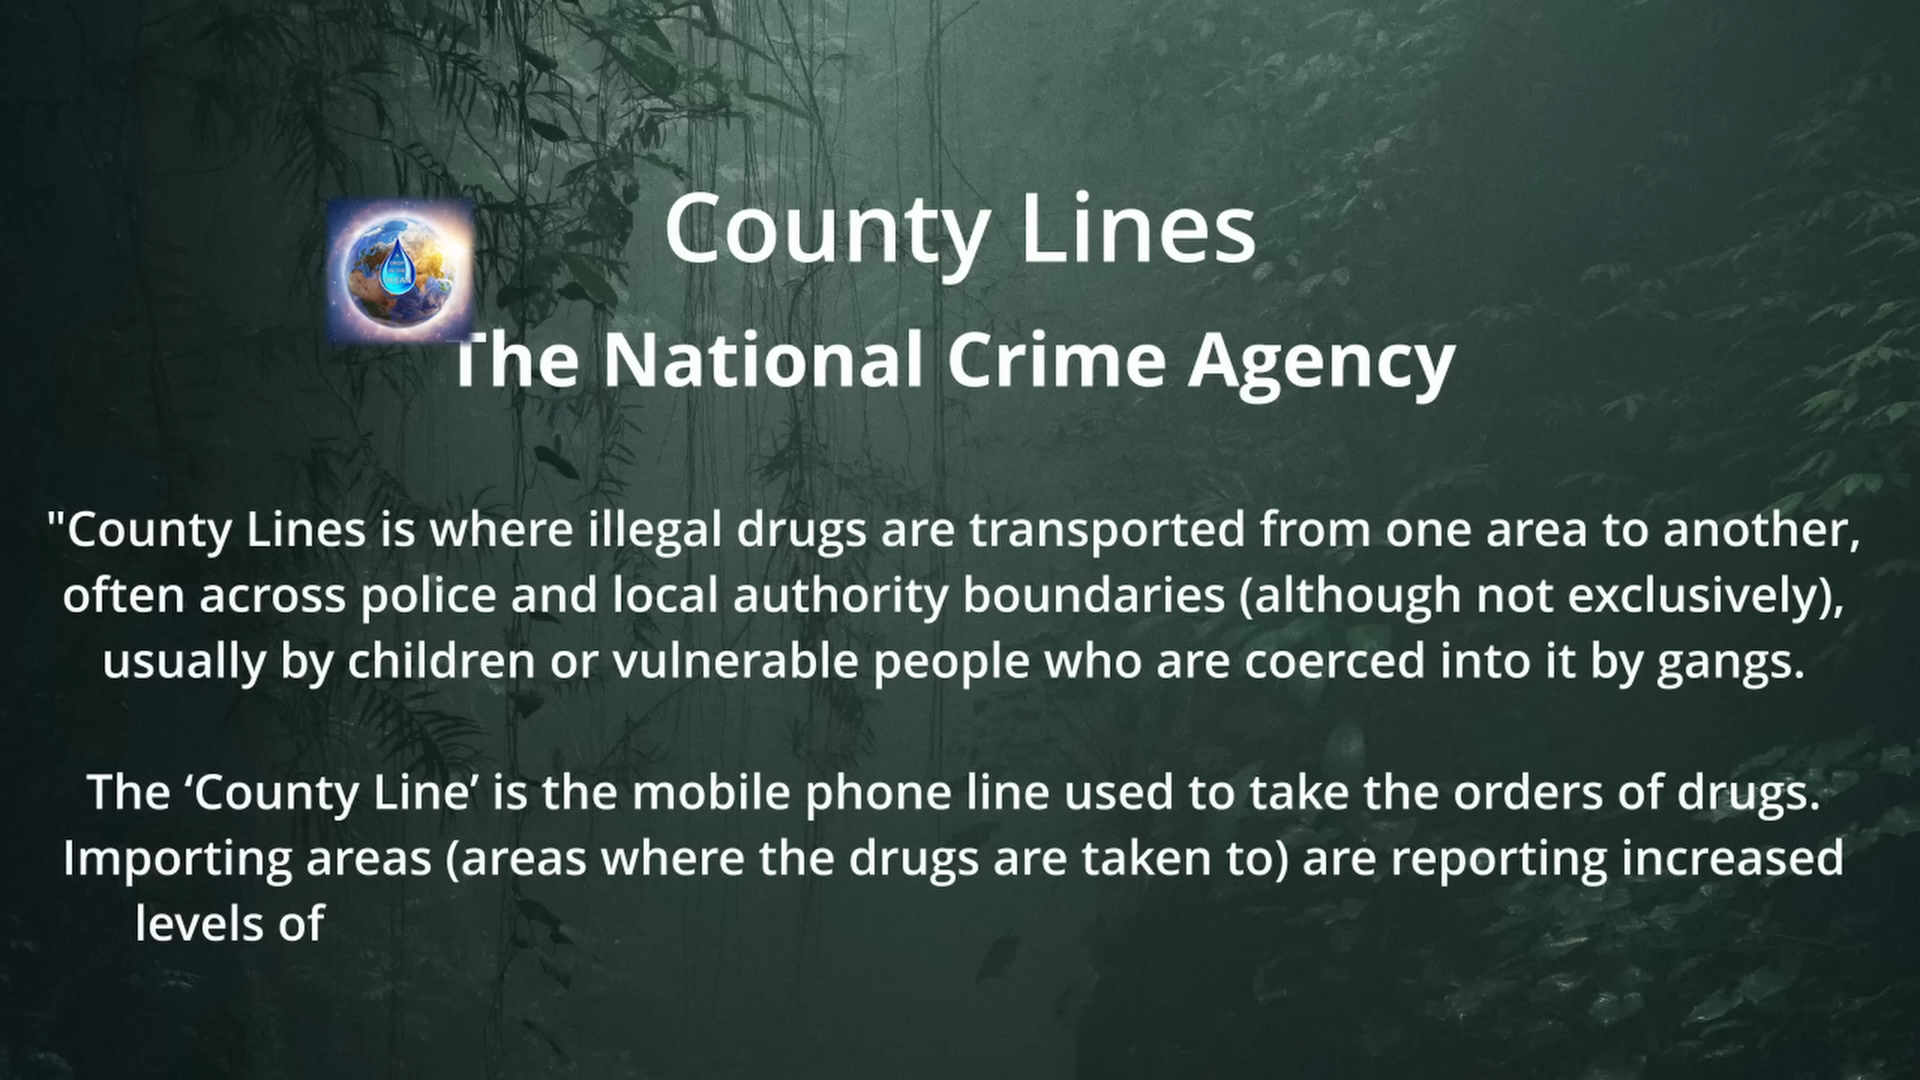 County Lines
The National Crime Agency
"County Lines is where illegal drugs are transported from one area to another,
often across police and local authority boundaries (although not exclusively),
usually by children or vulnerable people who are coerced into it by gangs.
The ‘County Line’ is the mobile phone line used to take the orders of drugs.
Importing areas (areas where the drugs are taken to) are reporting increased
levels of